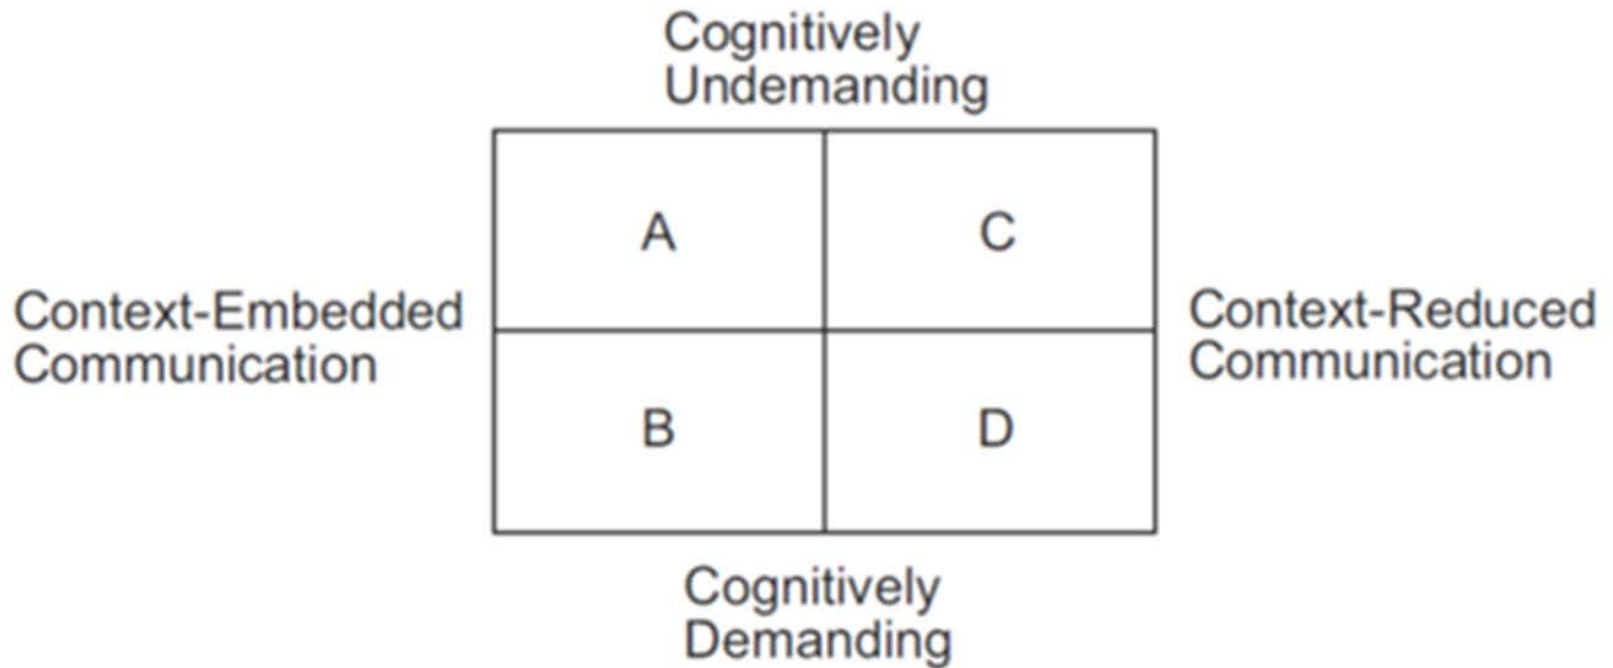 Cognitively
Undemanding
A
C
Context-Embedded
Communication
Context-Reduced
Communication
B
D
Cognitively
Demanding